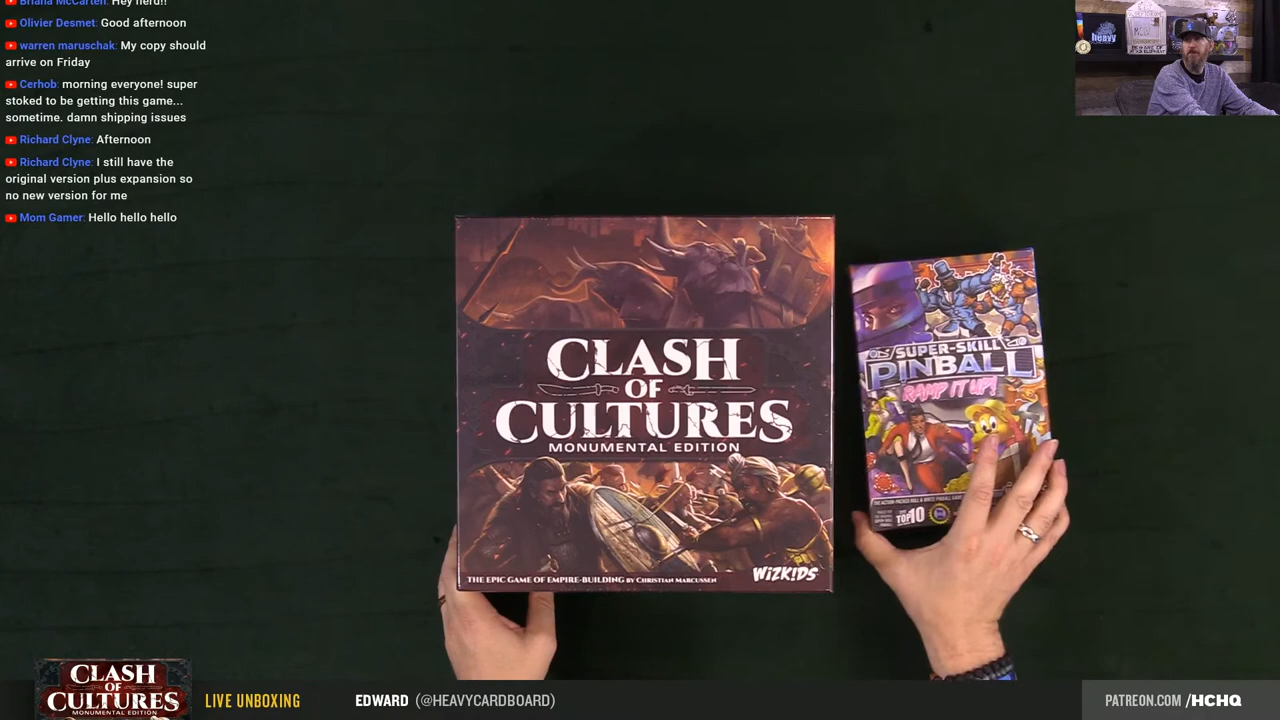 Briana McCarten: Hey nerd!!
Olivier Desmet: Good afternoon
warren maruschak: My copy should
arrive on Friday
Cerhob: morning everyone! super
stoked to be getting this game...
sometime. damn shipping issues
Richard Clyne: Afternoon
Richard Clyne: I still have the
original version plus expansion so
no new version for me
Mom Gamer: Hello hello hello
heavy
CLASH
OF
CULTURES
MONUMENTAL EDITION
THE EPIC GAME OF EMPIRE-BUILDING BY CHRISTIAN MARCUSSEN
WIZKIDS
SUPER-SKILL
PINBALL
RAMP IT UP!
TOP10
CLASH
OF
CULTURES
MONUMENTAL EDITION
LIVE UNBOXING
EDWARD (@HEAVYCARDBOARD)
PATREON.COM/HCHQ